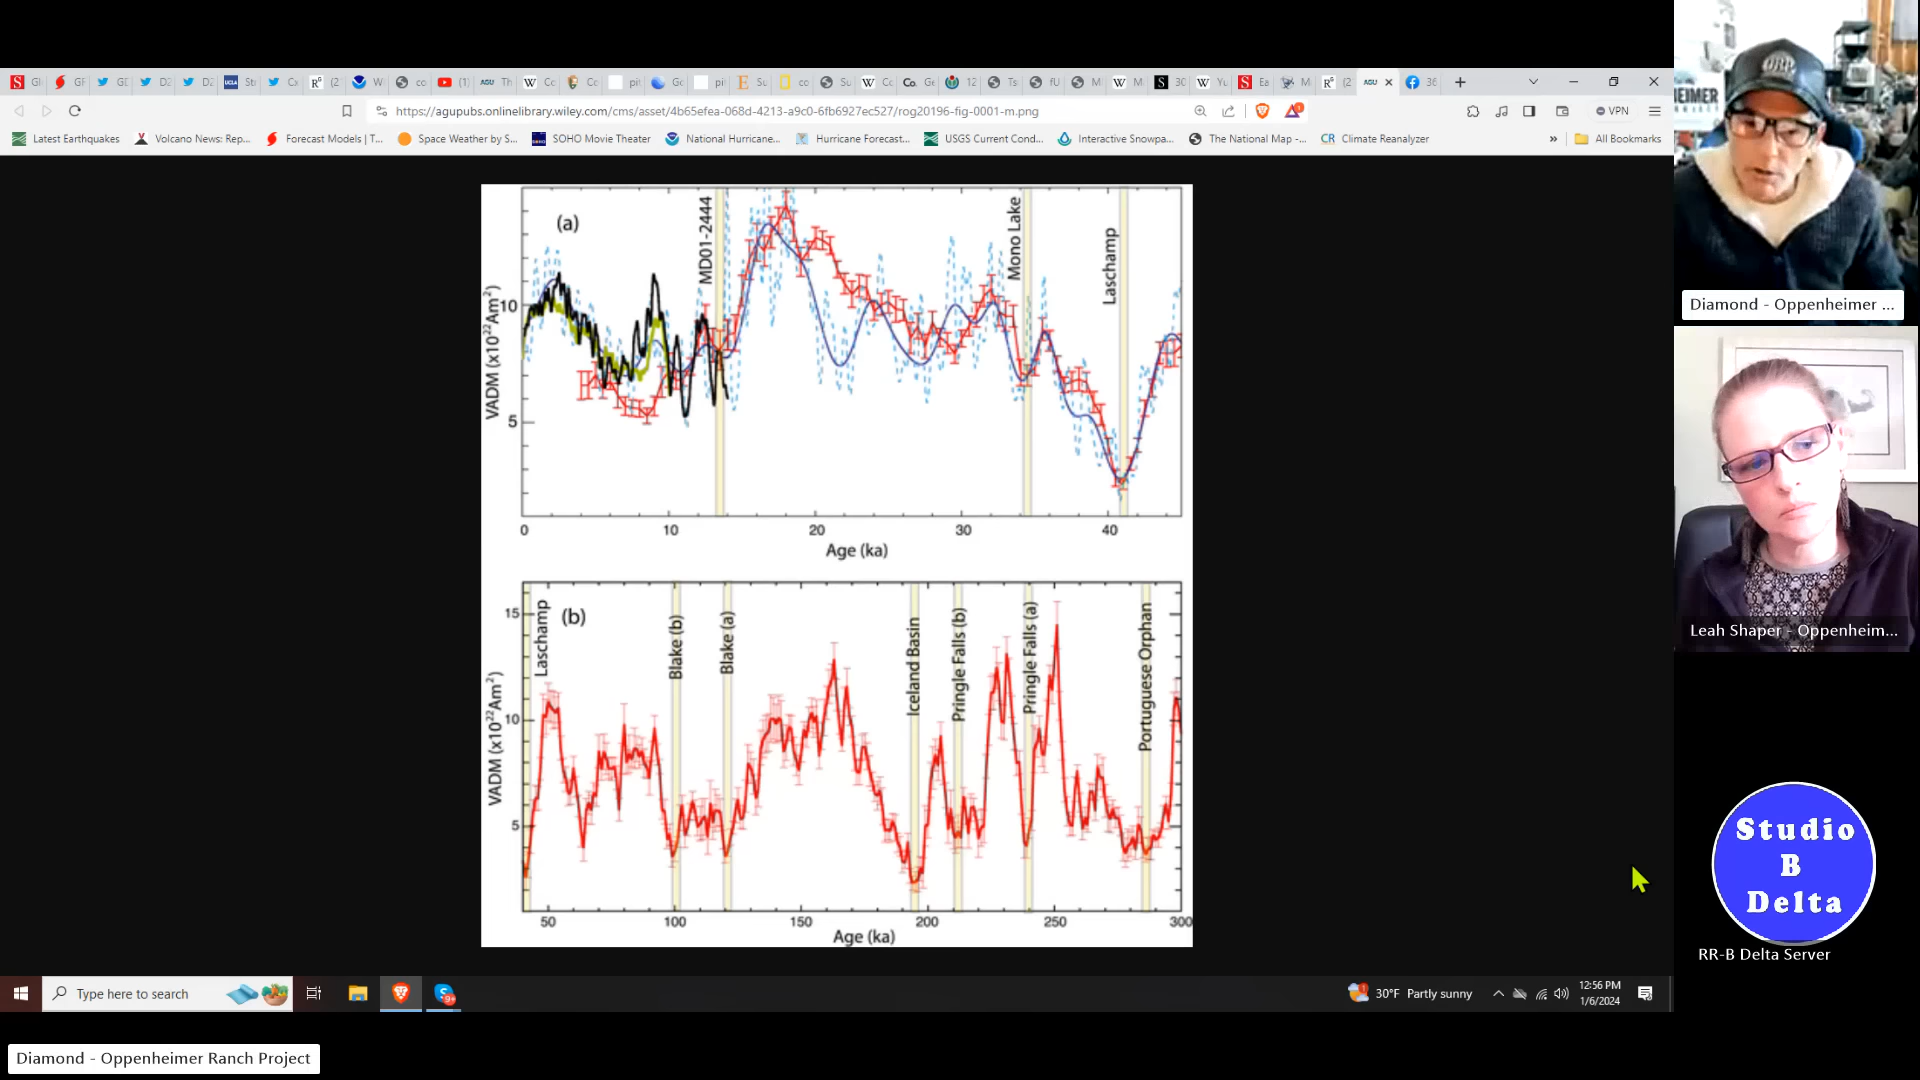 https://agupubs.onlinelibrary.wiley.com/cms/asset/4b65efea-068d-4213-a9c0-6fb6927ec527/rog20196-fig-0001-m.png
VPN
Latest Earthquakes
Volcano News: Rep...
Forecast Models | T...
Space Weather by S...
SOHO Movie Theater
National Hurricane...
Hurricane Forecast...
USGS Current Cond...
Interactive Snowpa...
The National Map -...
CR Climate Reanalyzer
All Bookmarks
(a)
MD01-2444
Mono Lake
Laschamp
VADM (x10²²Am²)
10
5
0 10 20 30 40
Age (ka)
(b)
Laschamp
Blake (b)
Blake (a)
Iceland Basin
Pringle Falls (b)
Pringle Falls (a)
Portuguese Orphan
VADM (x10²²Am²)
15
10
5
50 100 150 200 250 300
Age (ka)
Type here to search
30°F Partly sunny
12:56 PM
1/6/2024
ORP
Diamond - Oppenheimer ...
Leah Shaper - Oppenheim...
Studio
B
Delta
RR-B Delta Server
Diamond - Oppenheimer Ranch Project